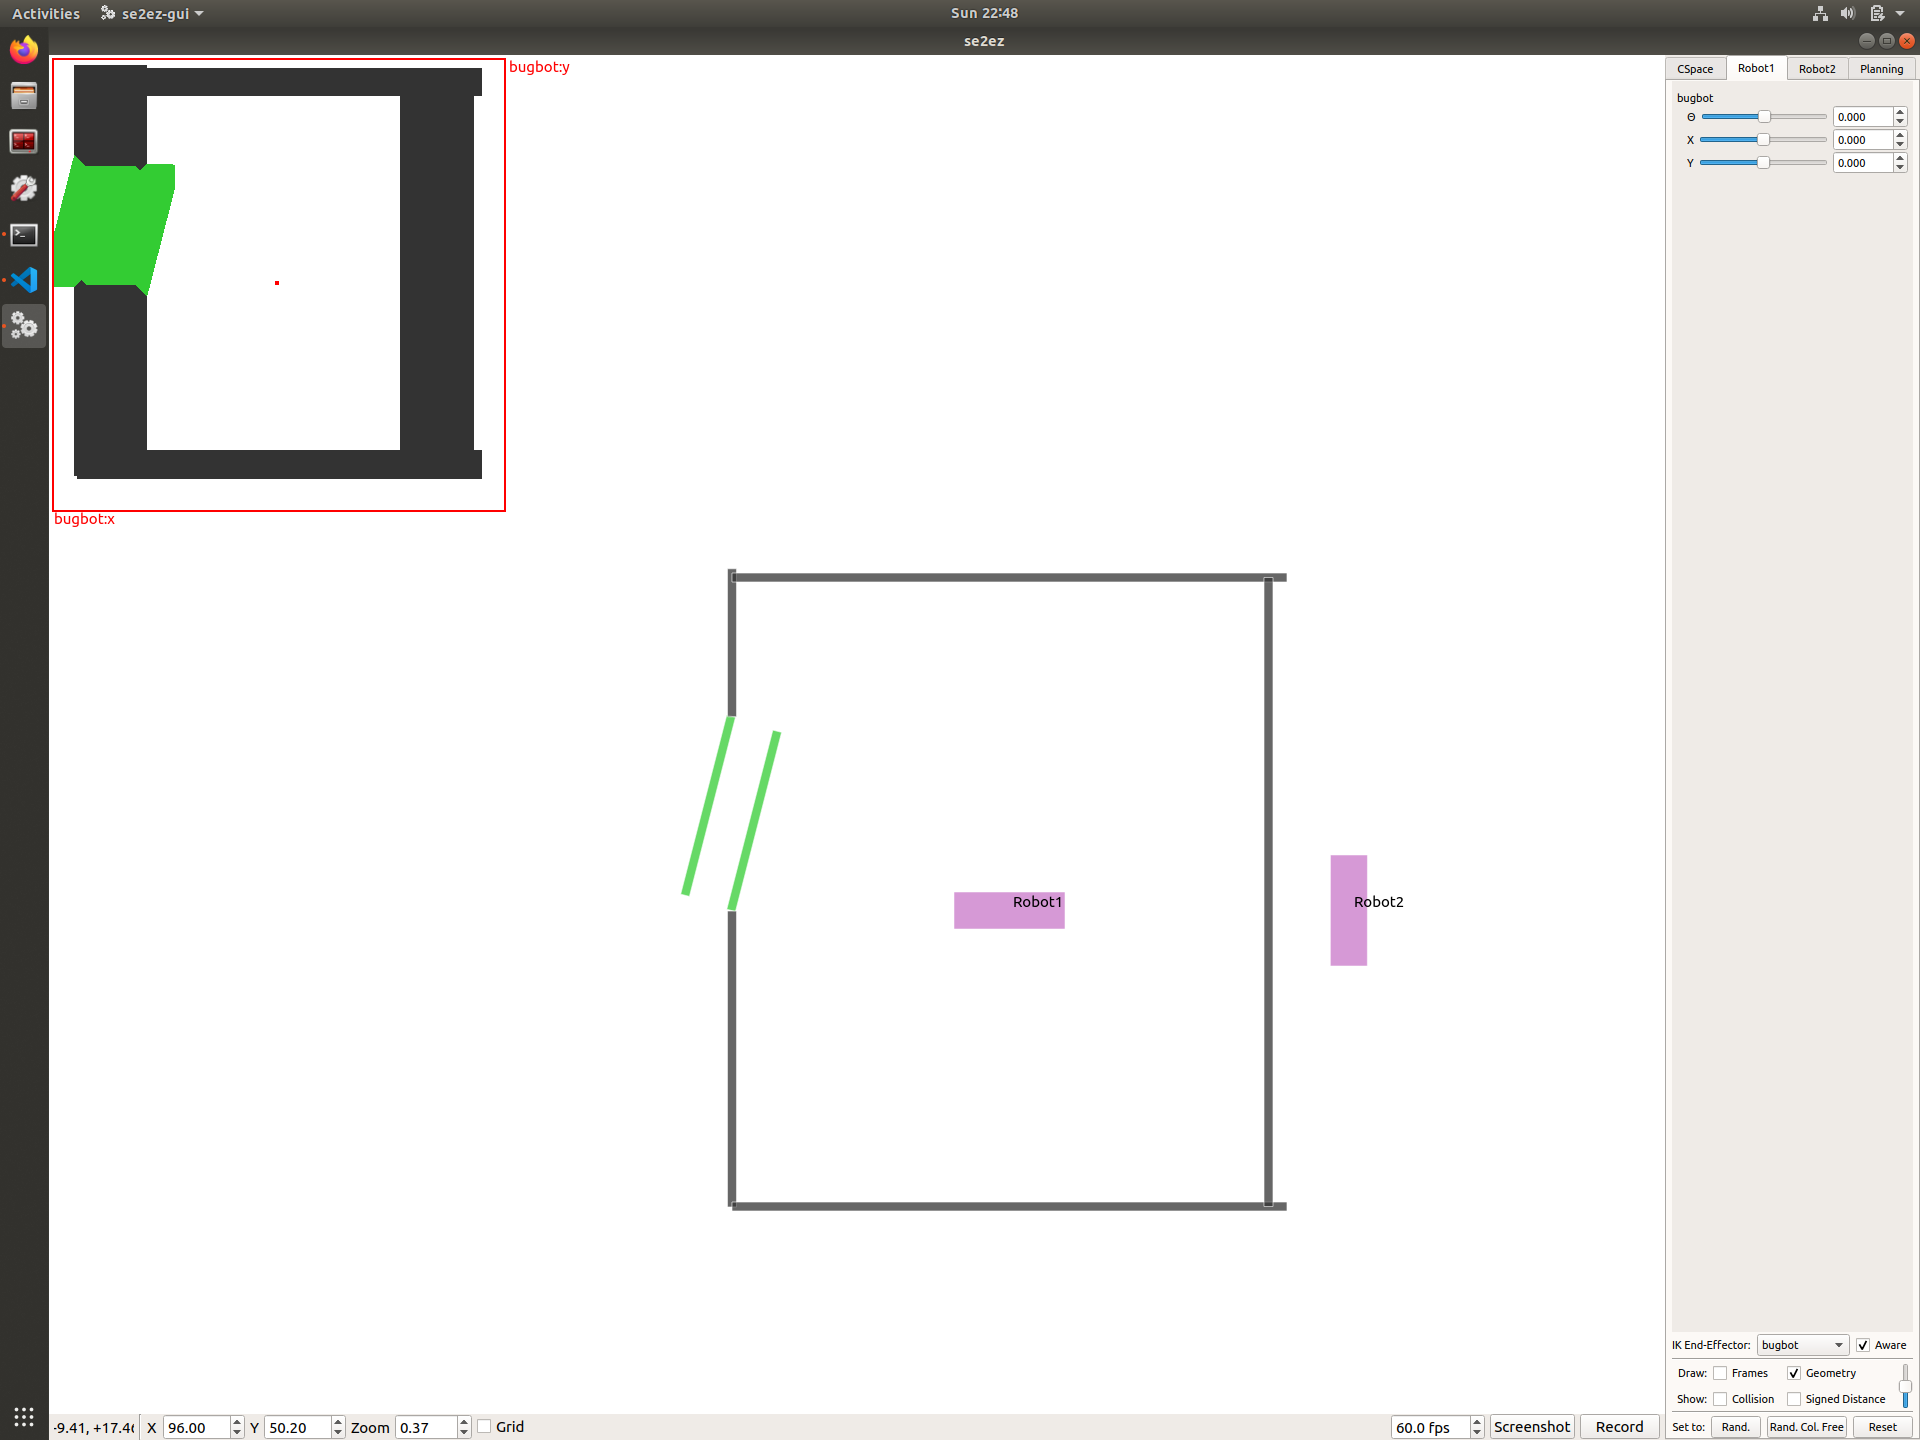 Activities se2ez-gui Sun 22:48
se2ez
bugbot:y
CSpace Robot1 Robot2 Planning
bugbot
Θ 0.000
X 0.000
Y 0.000
bugbot:x
Robot1
Robot2
IK End-Effector: bugbot Aware
Draw: Frames Geometry
Show: Collision Signed Distance
-9.41, +17.4 X 96.00 Y 50.20 Zoom 0.37 Grid 60.0 fps Screenshot Record Set to: Rand. Rand. Col. Free Reset